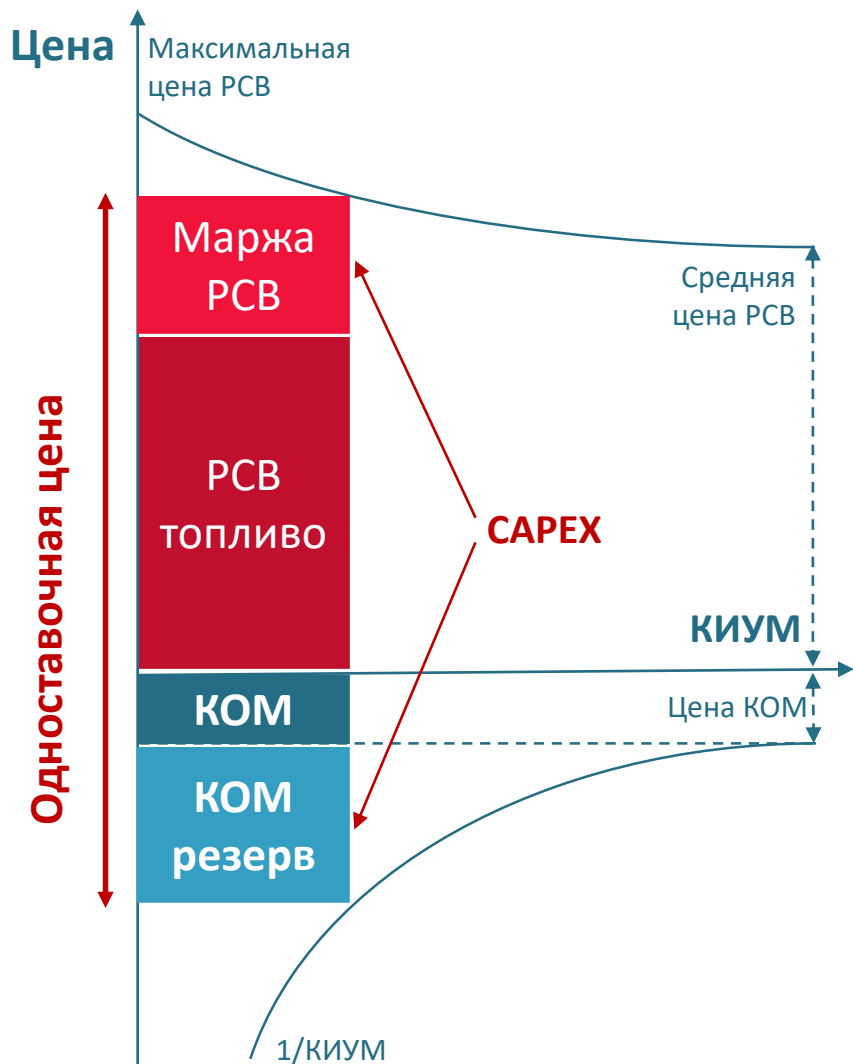 Цена
Максимальная
цена РСВ
Маржа
РСВ
Средняя
цена РСВ
Одноставочная цена
РСВ
топливо
CAPEX
КИУМ
КОМ
Цена КОМ
КОМ
резерв
1/КИУМ